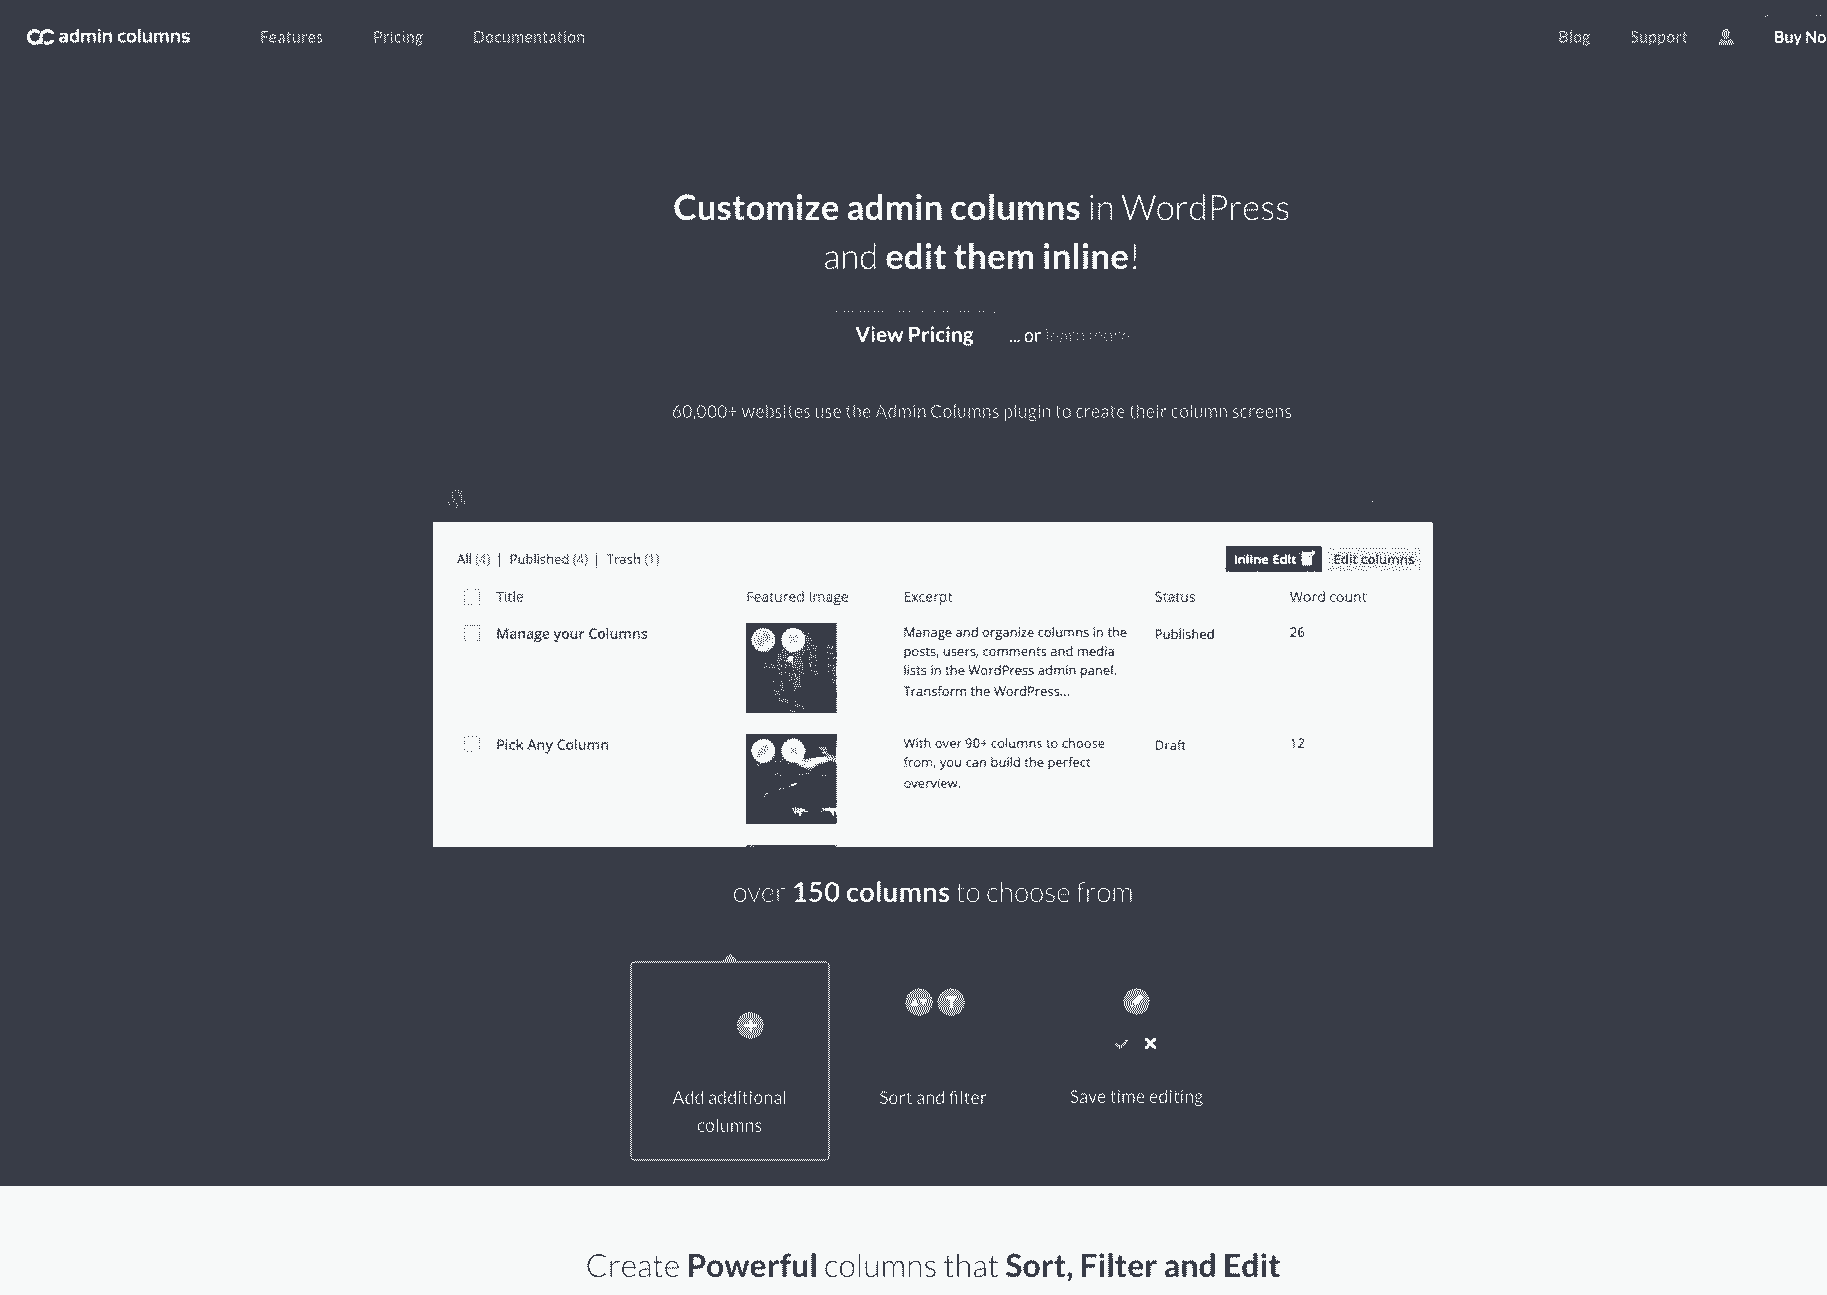 admin columns
Features
Pricing
Documentation
Blog
Support
Buy No
Customize admin columns in WordPress
and edit them inline!
View Pricing
... or learn more
60,000+ websites use the Admin Columns plugin to create their column screens
All (4) | Published (4) | Trash (1)
Inline Edit
Edit columns
Title
Featured Image
Excerpt
Status
Word count
Manage your Columns
Manage and organize columns in the
posts, users, comments and media
lists in the WordPress admin panel.
Transform the WordPress...
Published
26
Pick Any Column
With over 90+ columns to choose
from, you can build the perfect
overview.
Draft
12
over 150 columns to choose from
Add additional
columns
Sort and filter
Save time editing
Create Powerful columns that Sort, Filter and Edit